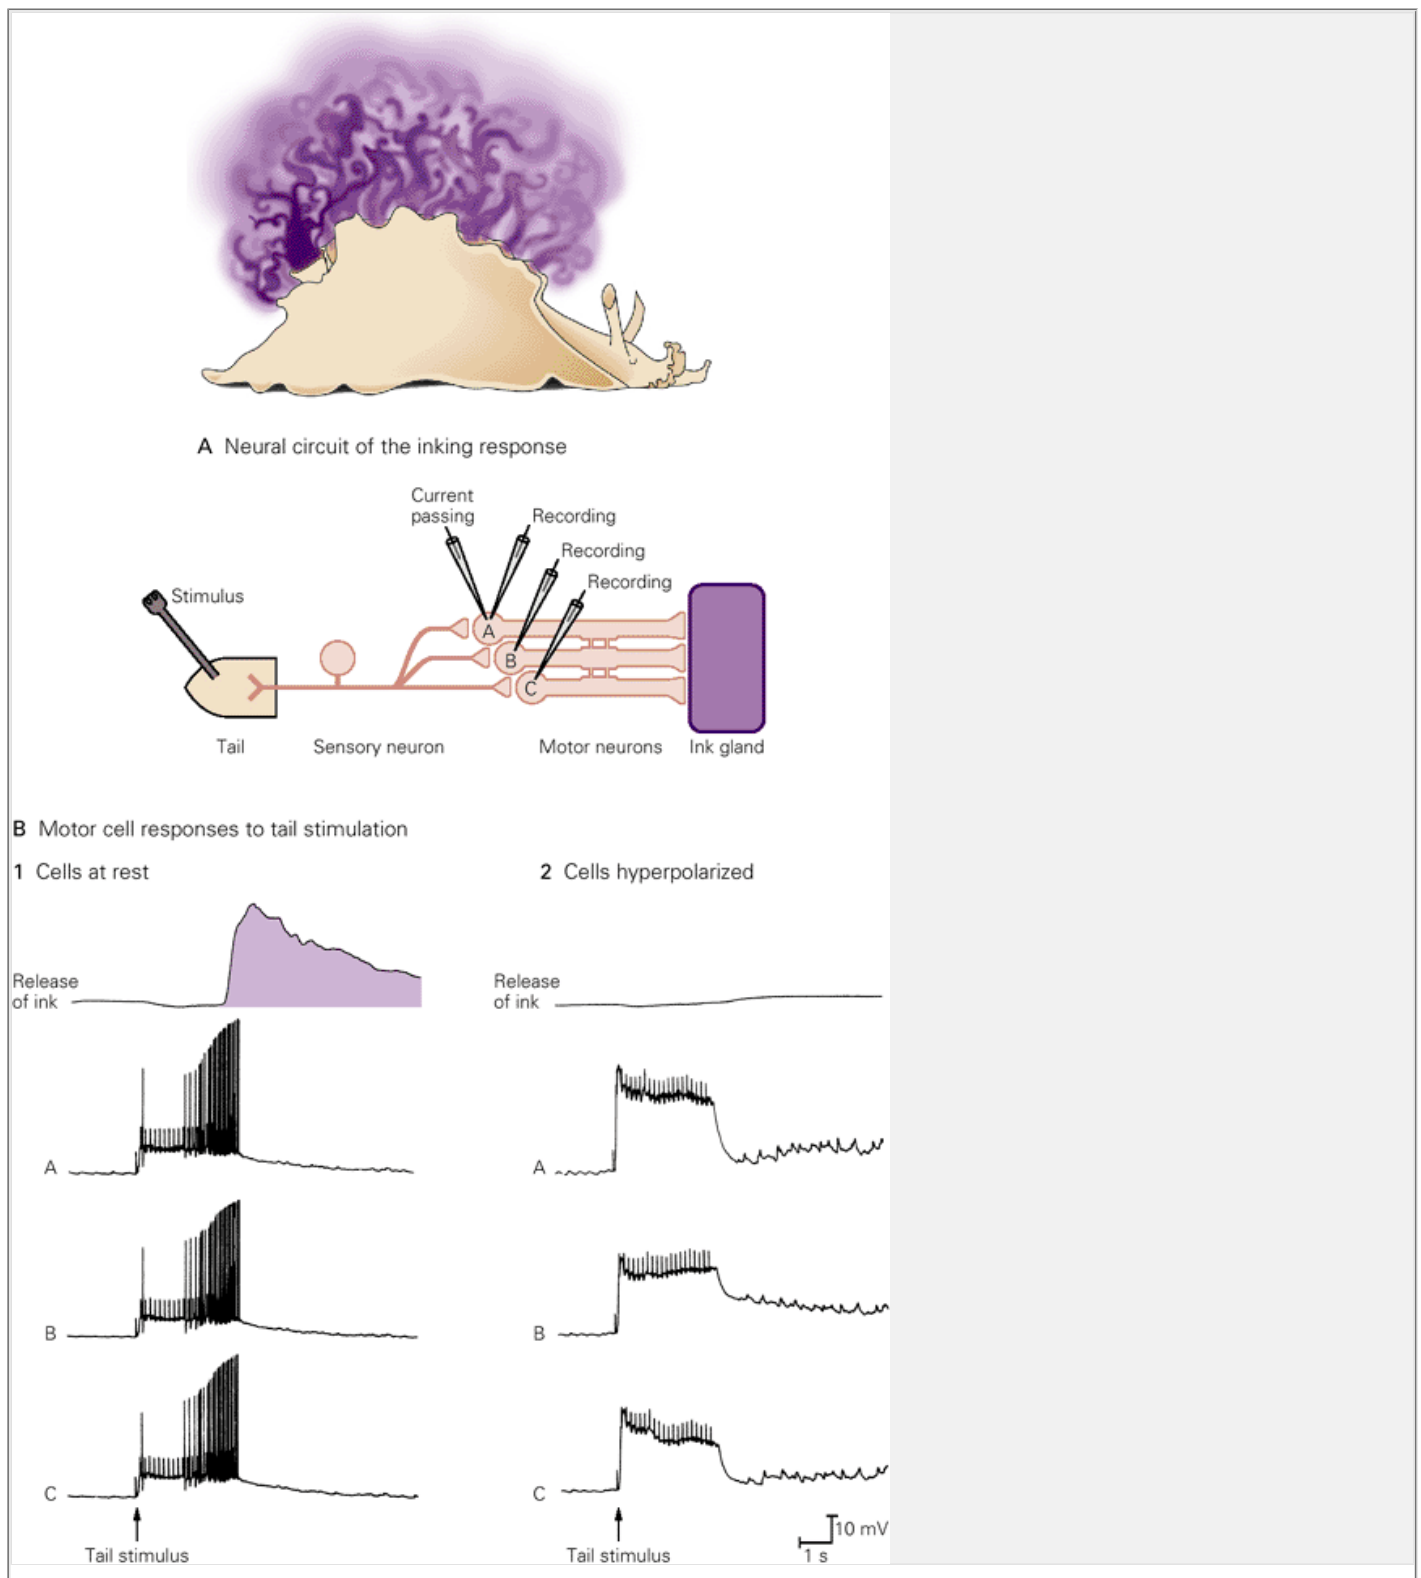 A Neural circuit of the inking response
Current
passing
Recording
Recording
Recording
Stimulus
A
B
C
Tail
Sensory neuron
Motor neurons
Ink gland
B Motor cell responses to tail stimulation
1 Cells at rest
2 Cells hyperpolarized
Release
of ink
Release
of ink
A
A
B
B
C
C
Tail stimulus
Tail stimulus
10 mV
1 s